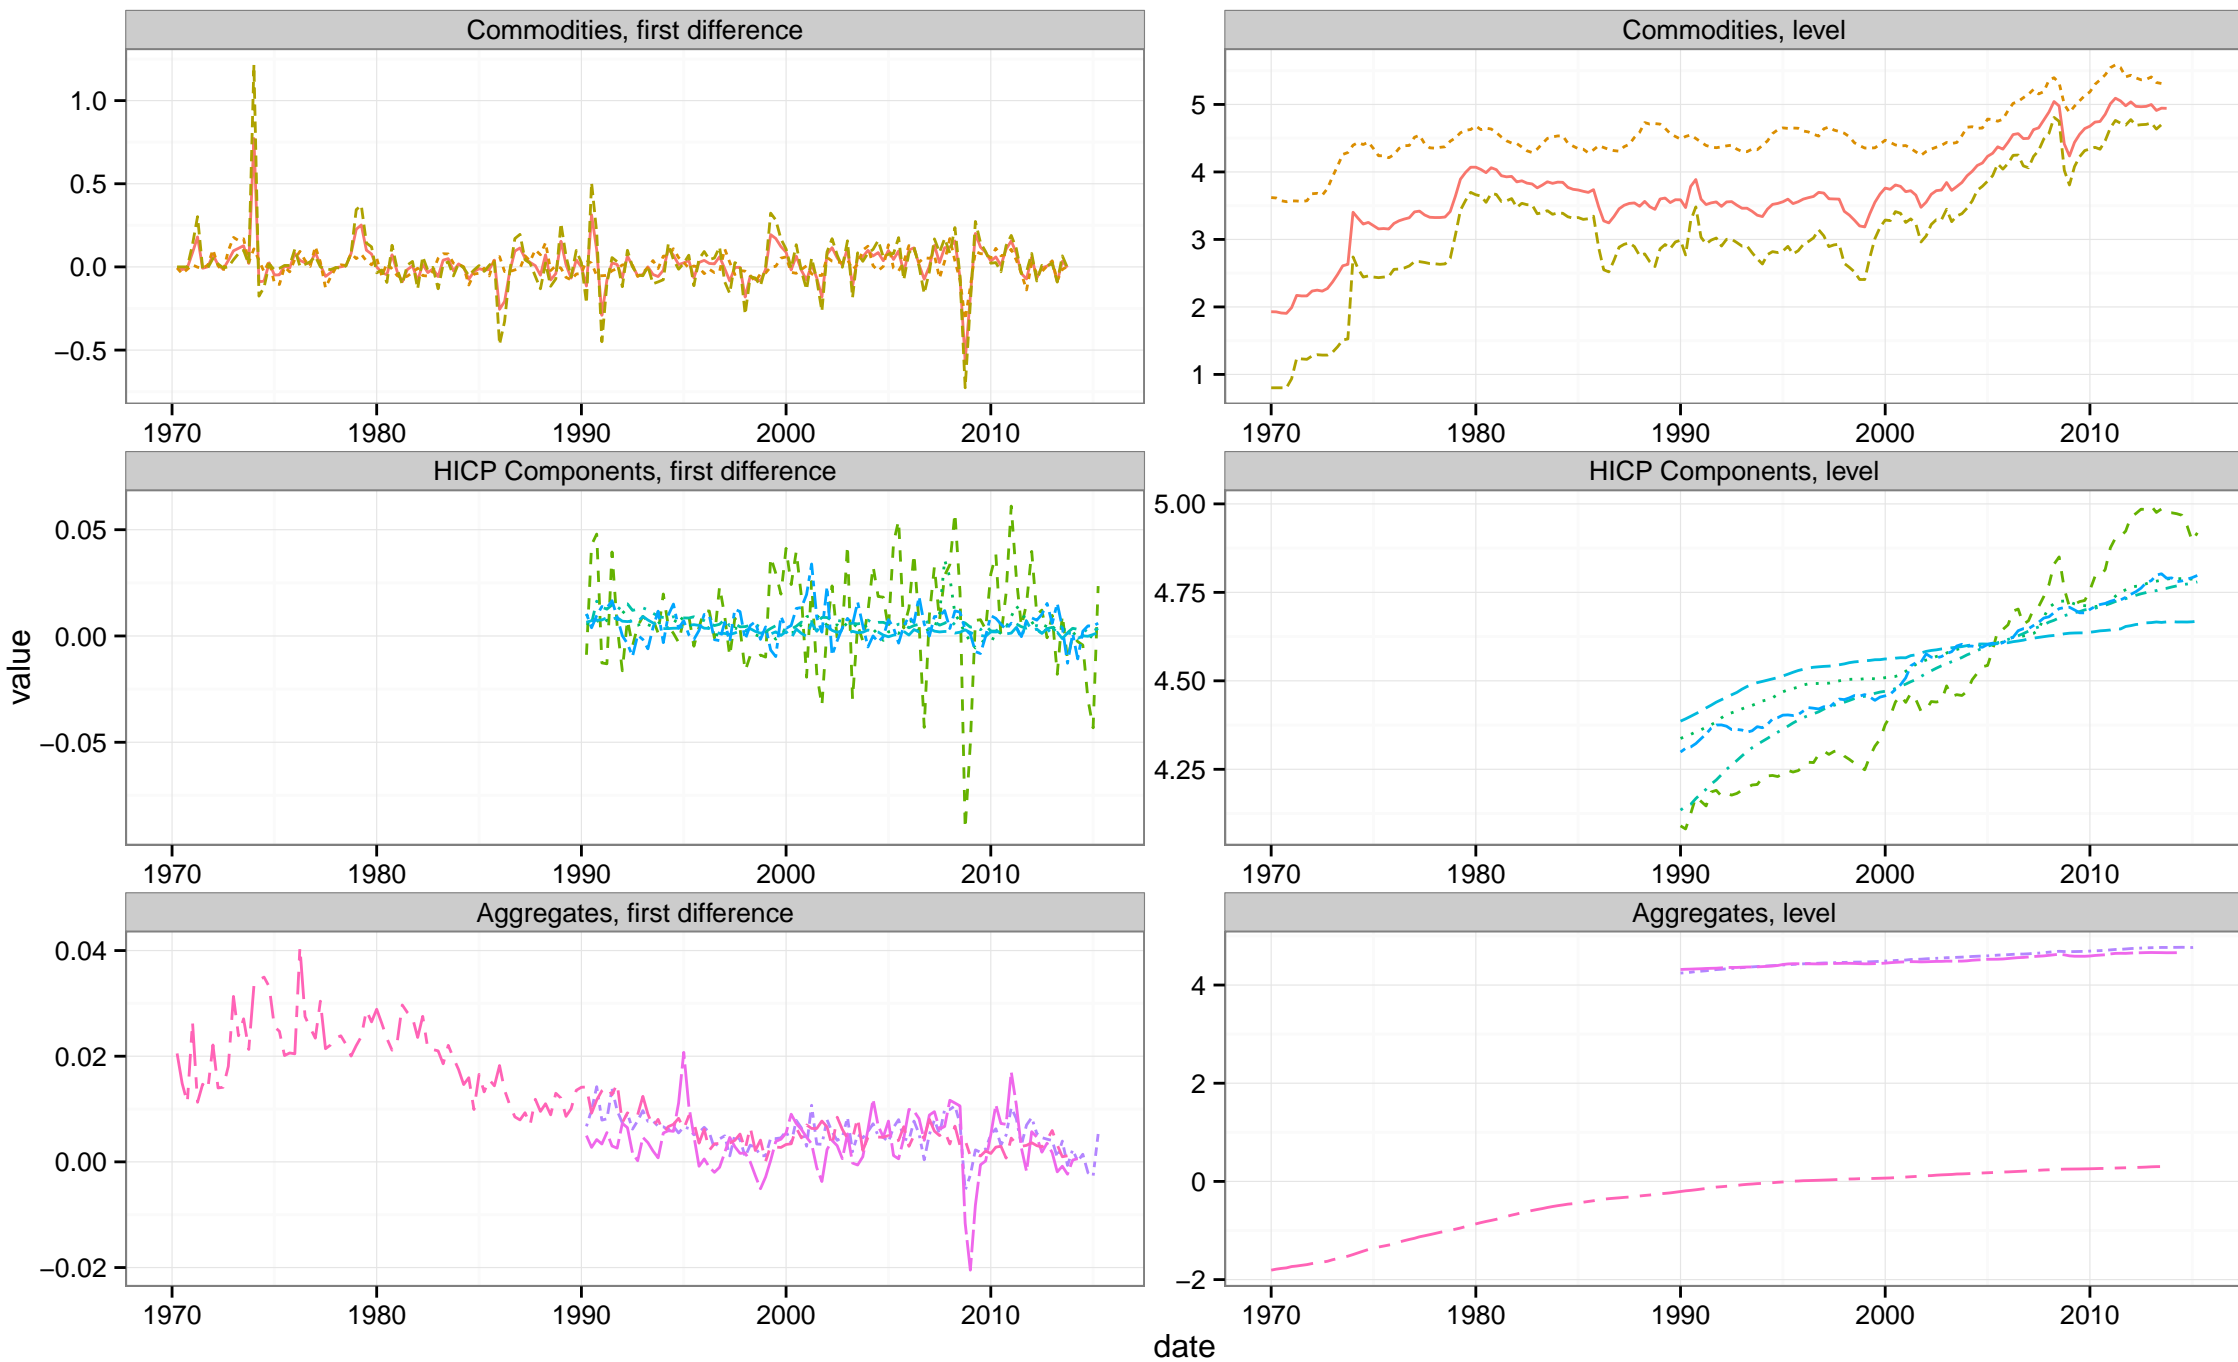 Commodities, first difference
Commodities, level
1.0
0.5
0.0
−0.5
5
4
3
2
1
1970 1980 1990 2000 2010
1970 1980 1990 2000 2010
HICP Components, first difference
HICP Components, level
0.05
0.00
−0.05
5.00
4.75
4.50
4.25
1970 1980 1990 2000 2010
1970 1980 1990 2000 2010
value
Aggregates, first difference
Aggregates, level
0.04
0.02
0.00
−0.02
4
2
0
−2
1970 1980 1990 2000 2010
1970 1980 1990 2000 2010
date